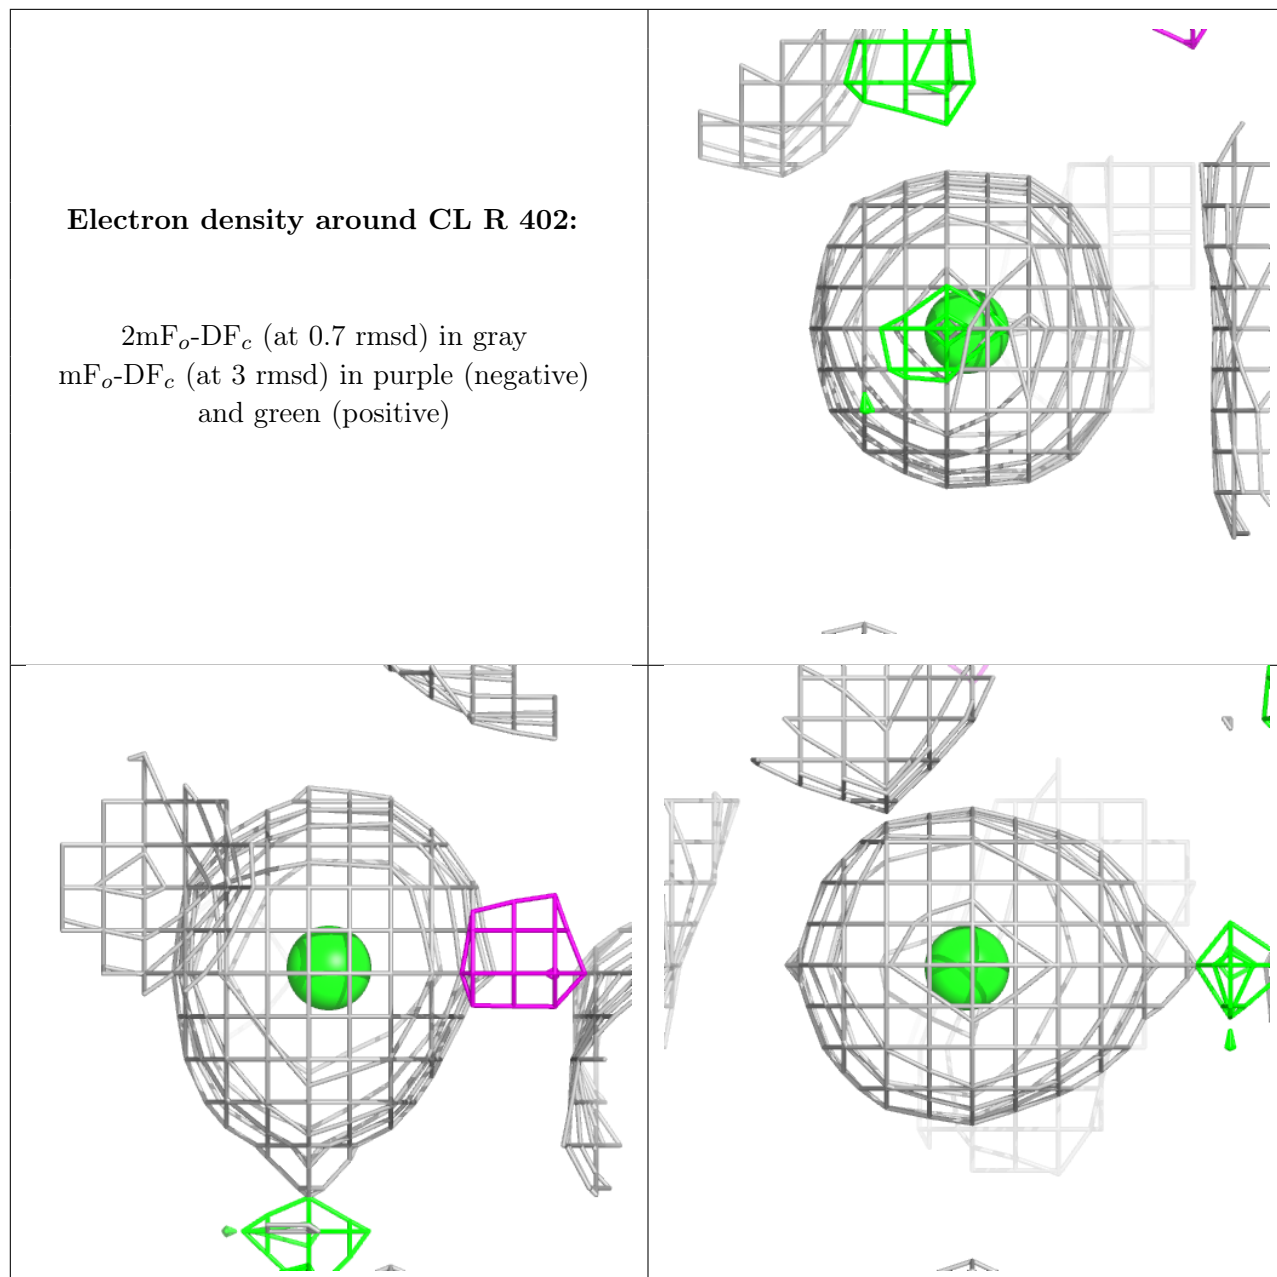 Electron density around CL R 402:
2mFo-DFc (at 0.7 rmsd) in gray
mFo-DFc (at 3 rmsd) in purple (negative)
and green (positive)